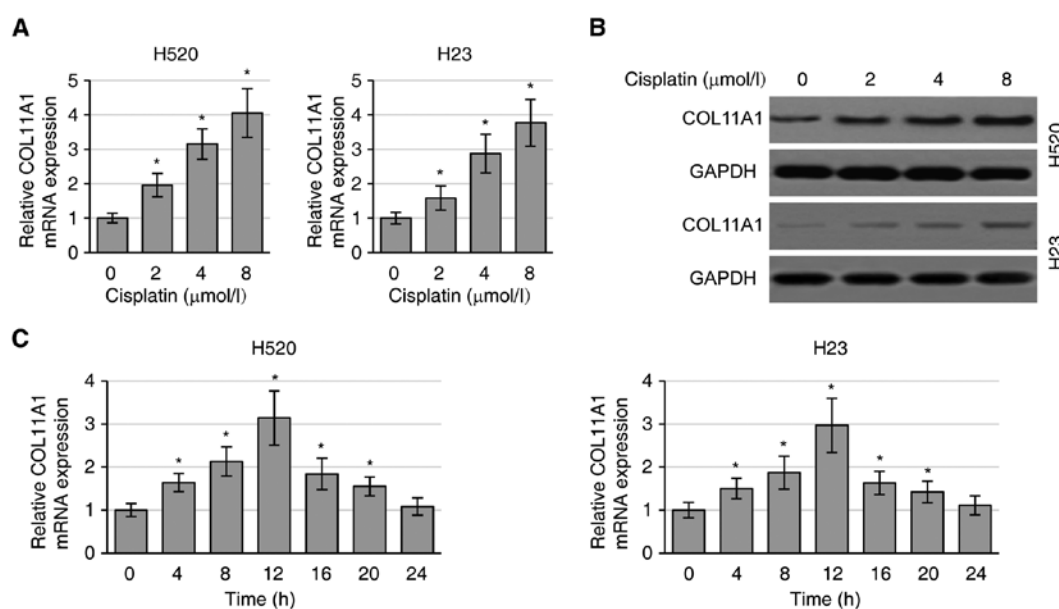 A
H520
Relative COL11A1
mRNA expression
5
4
3
2
1
0
*
*
*
0 2 4 8
Cisplatin (μmol/l)
H23
Relative COL11A1
mRNA expression
5
4
3
2
1
0
*
*
*
0 2 4 8
Cisplatin (μmol/l)
B
Cisplatin (μmol/l) 0 2 4 8
COL11A1
GAPDH
H520
COL11A1
GAPDH
H23
C
H520
Relative COL11A1
mRNA expression
4
3
2
1
0
*
*
*
*
*
0 4 8 12 16 20 24
Time (h)
H23
Relative COL11A1
mRNA expression
4
3
2
1
0
*
*
*
*
*
0 4 8 12 16 20 24
Time (h)